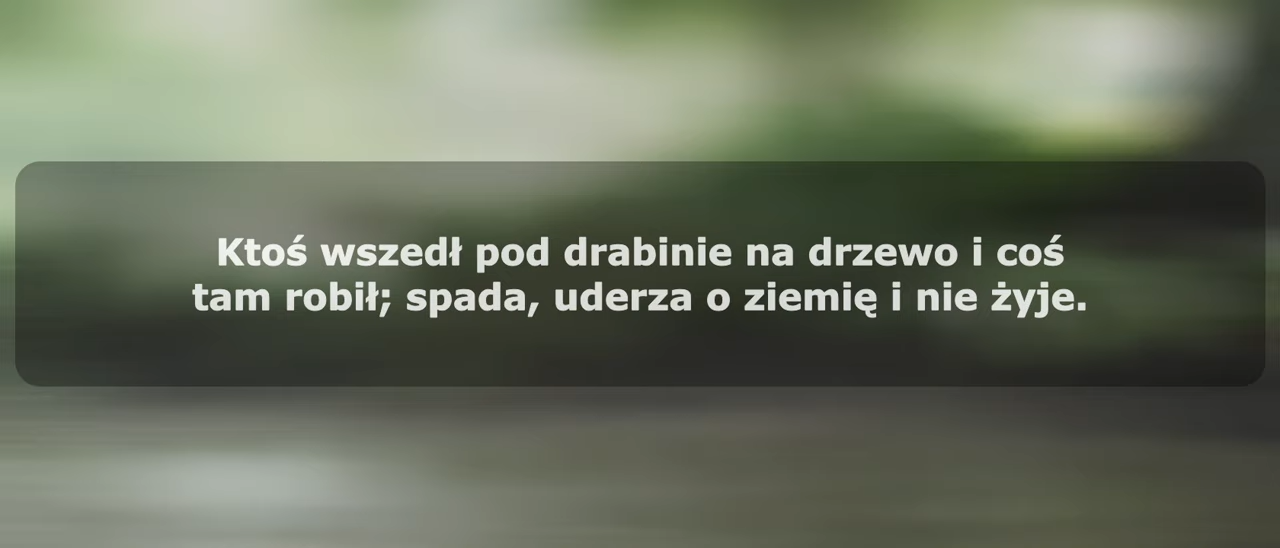 Ktoś wszedł pod drabinie na drzewo i coś
tam robił; spada, uderza o ziemię i nie żyje.